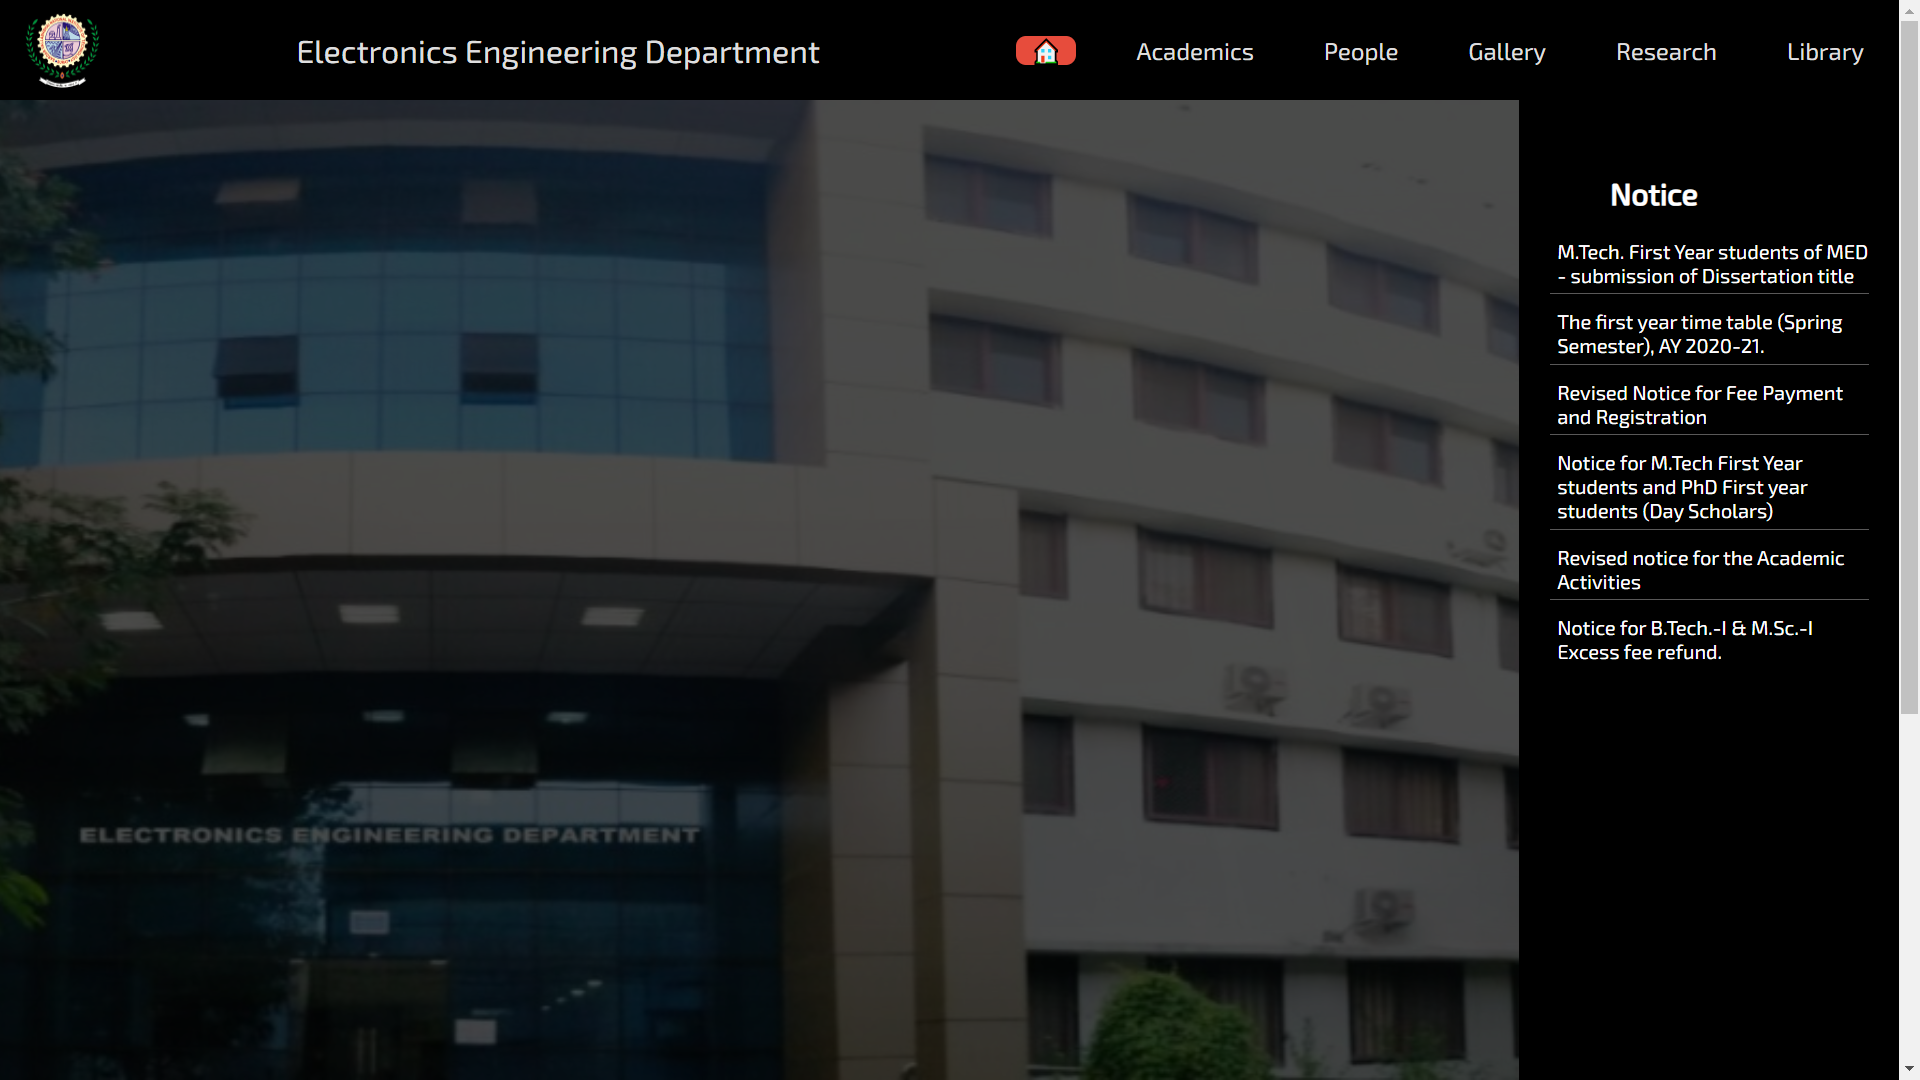 Electronics Engineering Department
Academics
People
Gallery
Research
Library
Notice
M.Tech. First Year students of MED
- submission of Dissertation title
The first year time table (Spring
Semester), AY 2020-21.
Revised Notice for Fee Payment
and Registration
Notice for M.Tech First Year
students and PhD First year
students (Day Scholars)
Revised notice for the Academic
Activities
Notice for B.Tech.-I & M.Sc.-I
Excess fee refund.
ELECTRONICS ENGINEERING DEPARTMENT